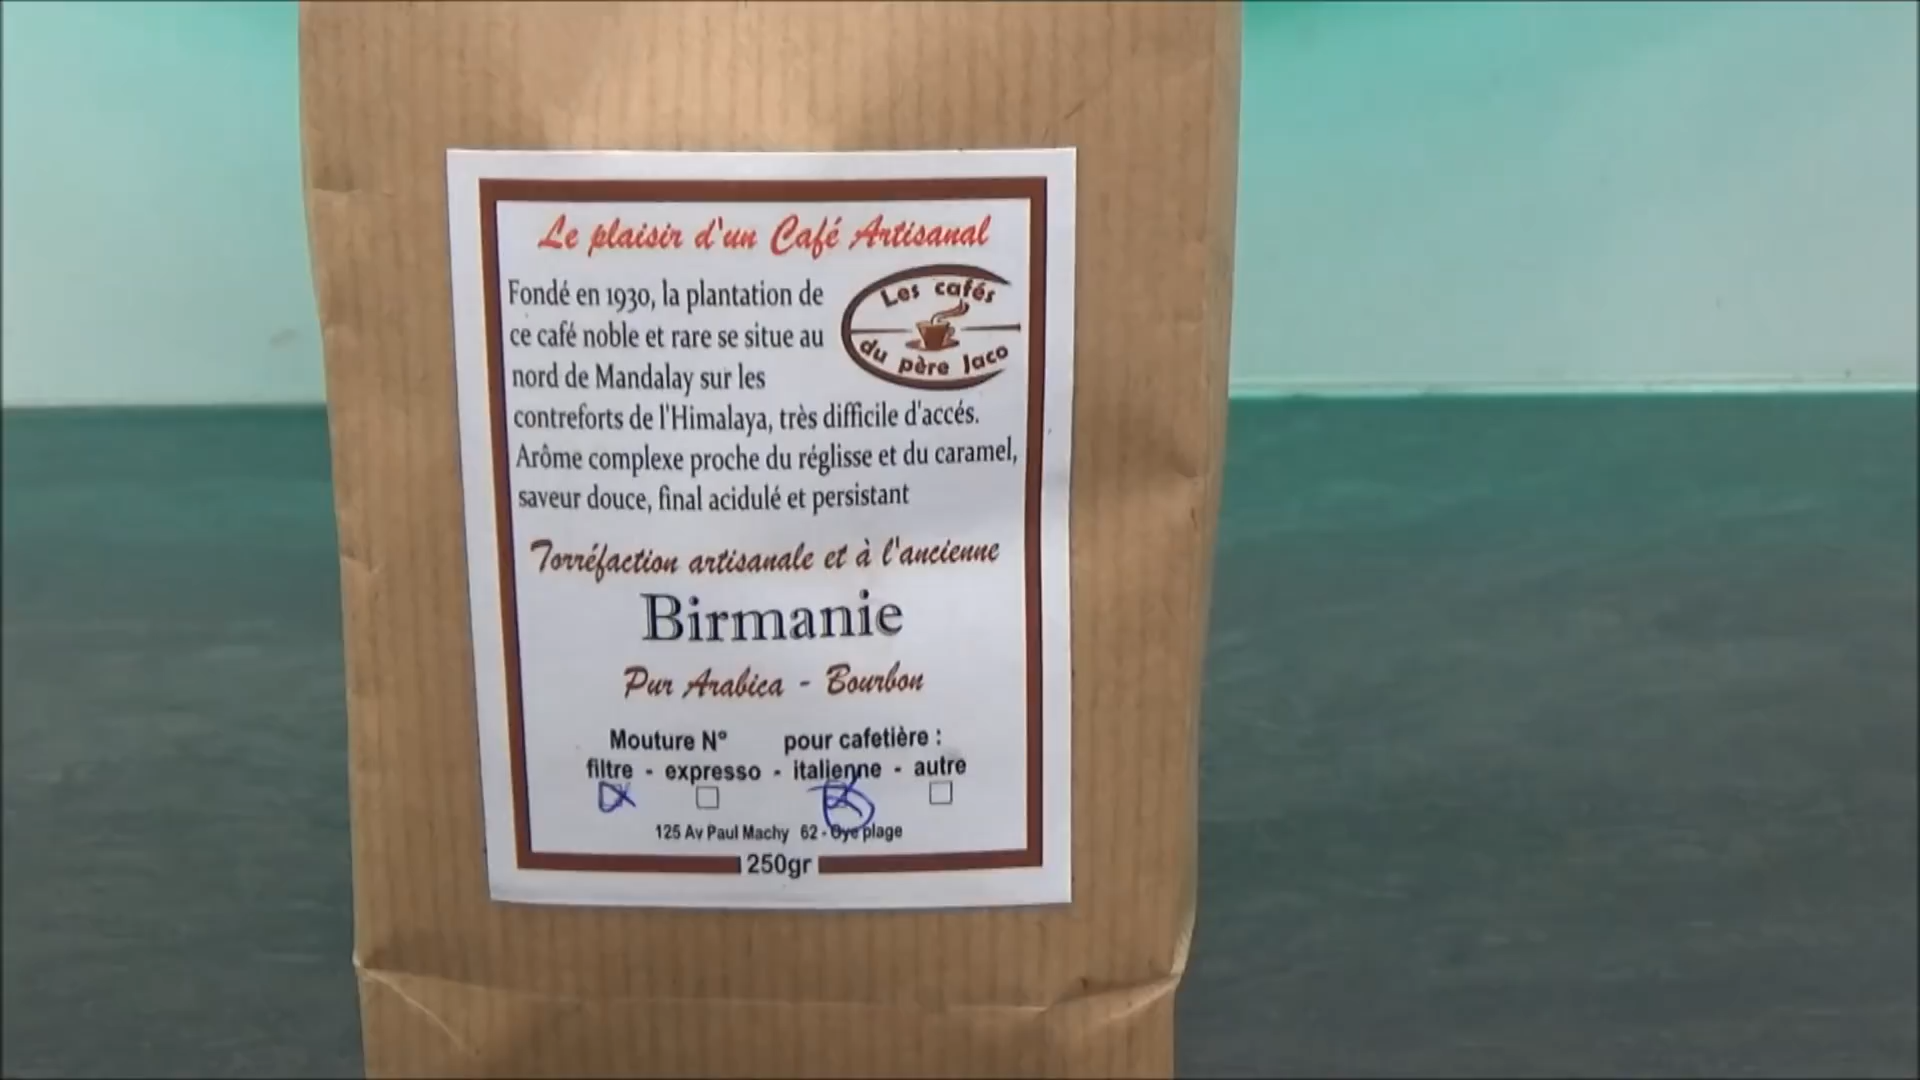 Le plaisir d'un Café Artisanal
Fondé en 1930, la plantation de
ce café noble et rare se situe au
nord de Mandalay sur les
contreforts de l'Himalaya, très difficile d'accés.
Arôme complexe proche du réglisse et du caramel,
saveur douce, final acidulé et persistant
Les cafés
du père Jaco
Torréfaction artisanale et à l'ancienne
Birmanie
Pur Arabica - Bourbon
Mouture N° pour cafetière :
filtre - expresso - italienne - autre
125 Av Paul Machy 62 - Oye plage
250gr